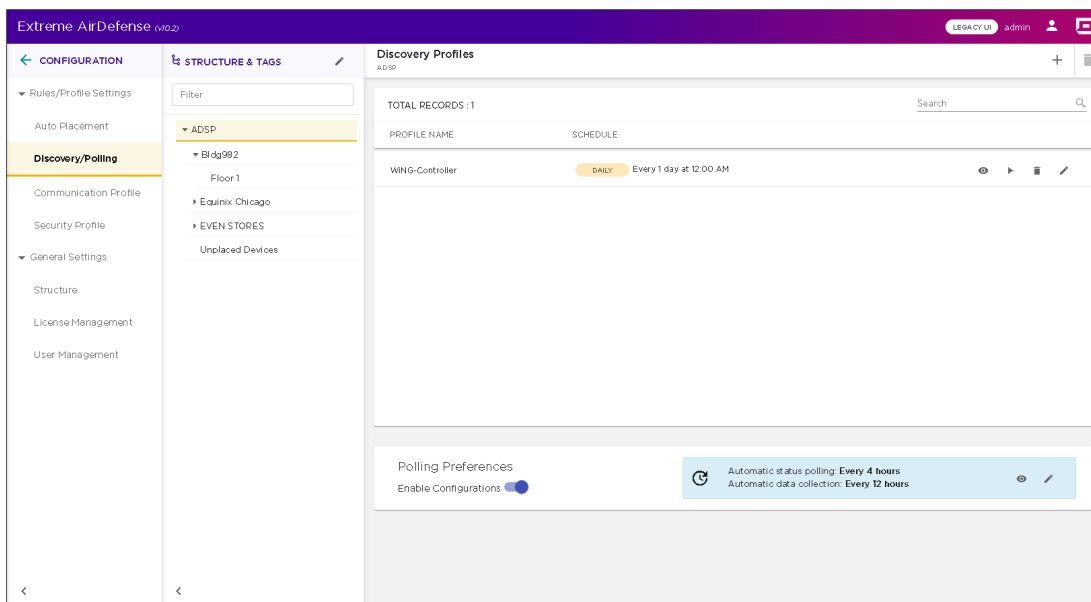 Extreme AirDefense (v10.2)
LEGACY UI admin
CONFIGURATION
Rules/Profile Settings
Auto Placement
Discovery/Polling
Communication Profile
Security Profile
General Settings
Structure
License Management
User Management
STRUCTURE & TAGS
Filter
ADSP
Bldg982
Floor 1
Equinix Chicago
EVEN STORES
Unplaced Devices
Discovery Profiles
ADSP
TOTAL RECORDS : 1
Search
PROFILE NAME SCHEDULE
WiNG-Controller DAILY Every 1 day at 12:00 AM
Polling Preferences
Enable Configurations
Automatic status polling: Every 4 hours
Automatic data collection: Every 12 hours